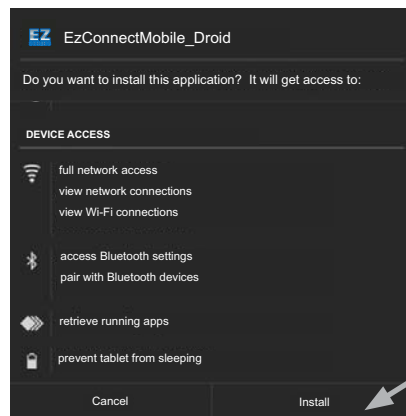 EZ
EzConnectMobile_Droid
Do you want to install this application? It will get access to:
DEVICE ACCESS
full network access
view network connections
view Wi-Fi connections
access Bluetooth settings
pair with Bluetooth devices
retrieve running apps
prevent tablet from sleeping
Cancel
Install